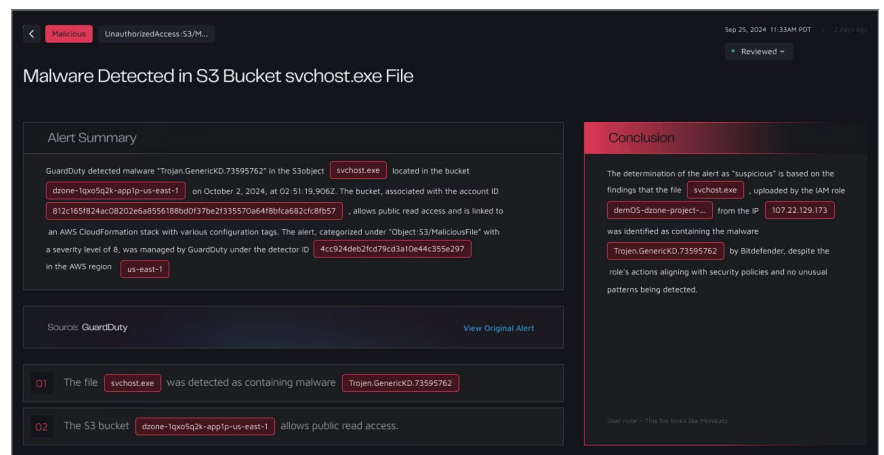 Malicious
UnauthorizedAccess:S3/M...
Sep 25, 2024 11:33AM PDT | 2 days ago
Reviewed
Malware Detected in S3 Bucket svchost.exe File
Alert Summary
GuardDuty detected malware "Trojan.GenericKD.73595762" in the S3object svchost.exe located in the bucket
dzone-1qxo5q2k-app1p-us-east-1 on October 2, 2024, at 02:51:19,906Z. The bucket, associated with the account ID
812c165f824ac08202e6a8556188bd0f37be2f335570a64f8bfca682cfc8fb57 , allows public read access and is linked to
an AWS CloudFormation stack with various configuration tags. The alert, categorized under "Object:S3/MaliciousFile" with
a severity level of 8, was managed by GuardDuty under the detector ID 4cc924deb2fcd79cd3a10e44c355e297
in the AWS region us-east-1
Conclusion
The determination of the alert as "suspicious" is based on the
findings that the file svchost.exe , uploaded by the IAM role
demOS-dzone-project-... from the IP 107.22.129.173
was identified as containing the malware
Trojen.GenericKD.73595762 by Bitdefender, despite the
role's actions aligning with security policies and no unusual
patterns being detected.
User note - This file looks like Mimikatz
Source: GuardDuty
View Original Alert
01 The file svchost.exe was detected as containing malware Trojen.GenericKD.73595762
02 The S3 bucket dzone-1qxo5q2k-app1p-us-east-1 allows public read access.